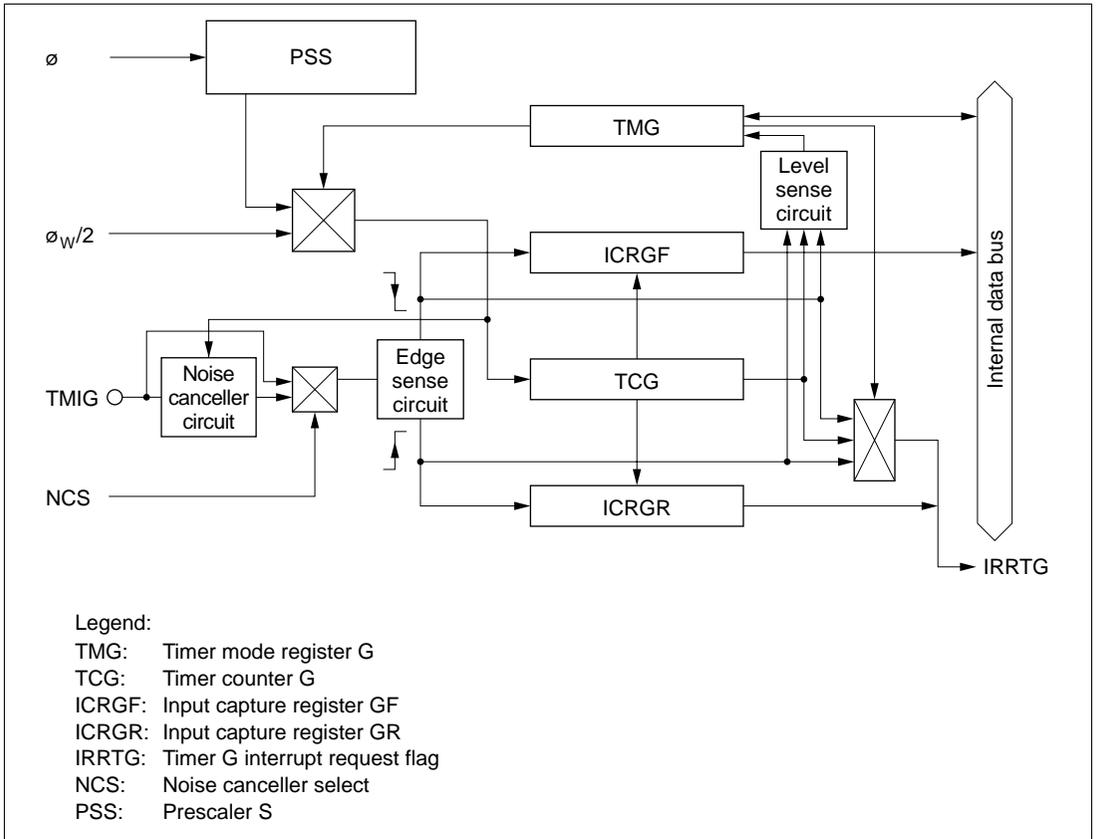 ø
PSS
TMG
Level
sense
circuit
ø_W/2
ICRGF
Internal data bus
Edge
sense
circuit
Noise
canceller
circuit
TMIG
TCG
NCS
ICRGR
IRRTG
Legend:
TMG: Timer mode register G
TCG: Timer counter G
ICRGF: Input capture register GF
ICRGR: Input capture register GR
IRRTG: Timer G interrupt request flag
NCS: Noise canceller select
PSS: Prescaler S